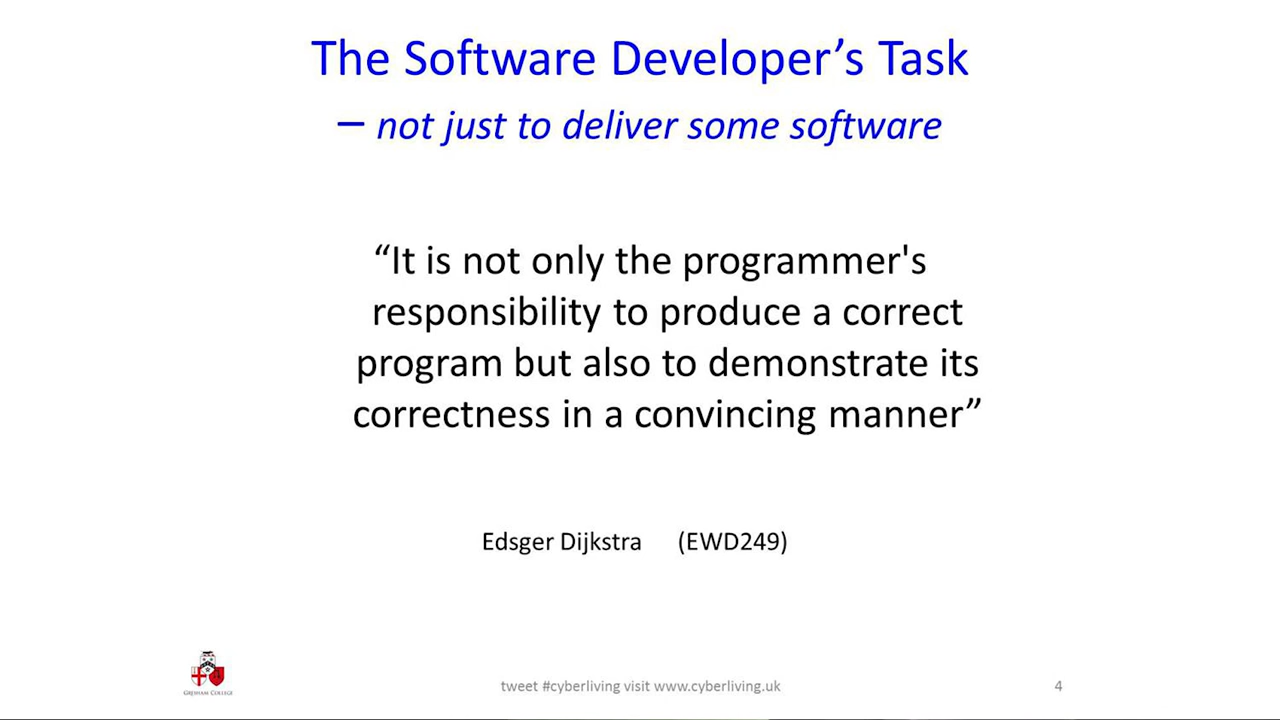 The Software Developer’s Task
– not just to deliver some software
“It is not only the programmer's
responsibility to produce a correct
program but also to demonstrate its
correctness in a convincing manner”
Edsger Dijkstra (EWD249)
GRESHAM COLLEGE
tweet #cyberliving visit www.cyberliving.uk
4